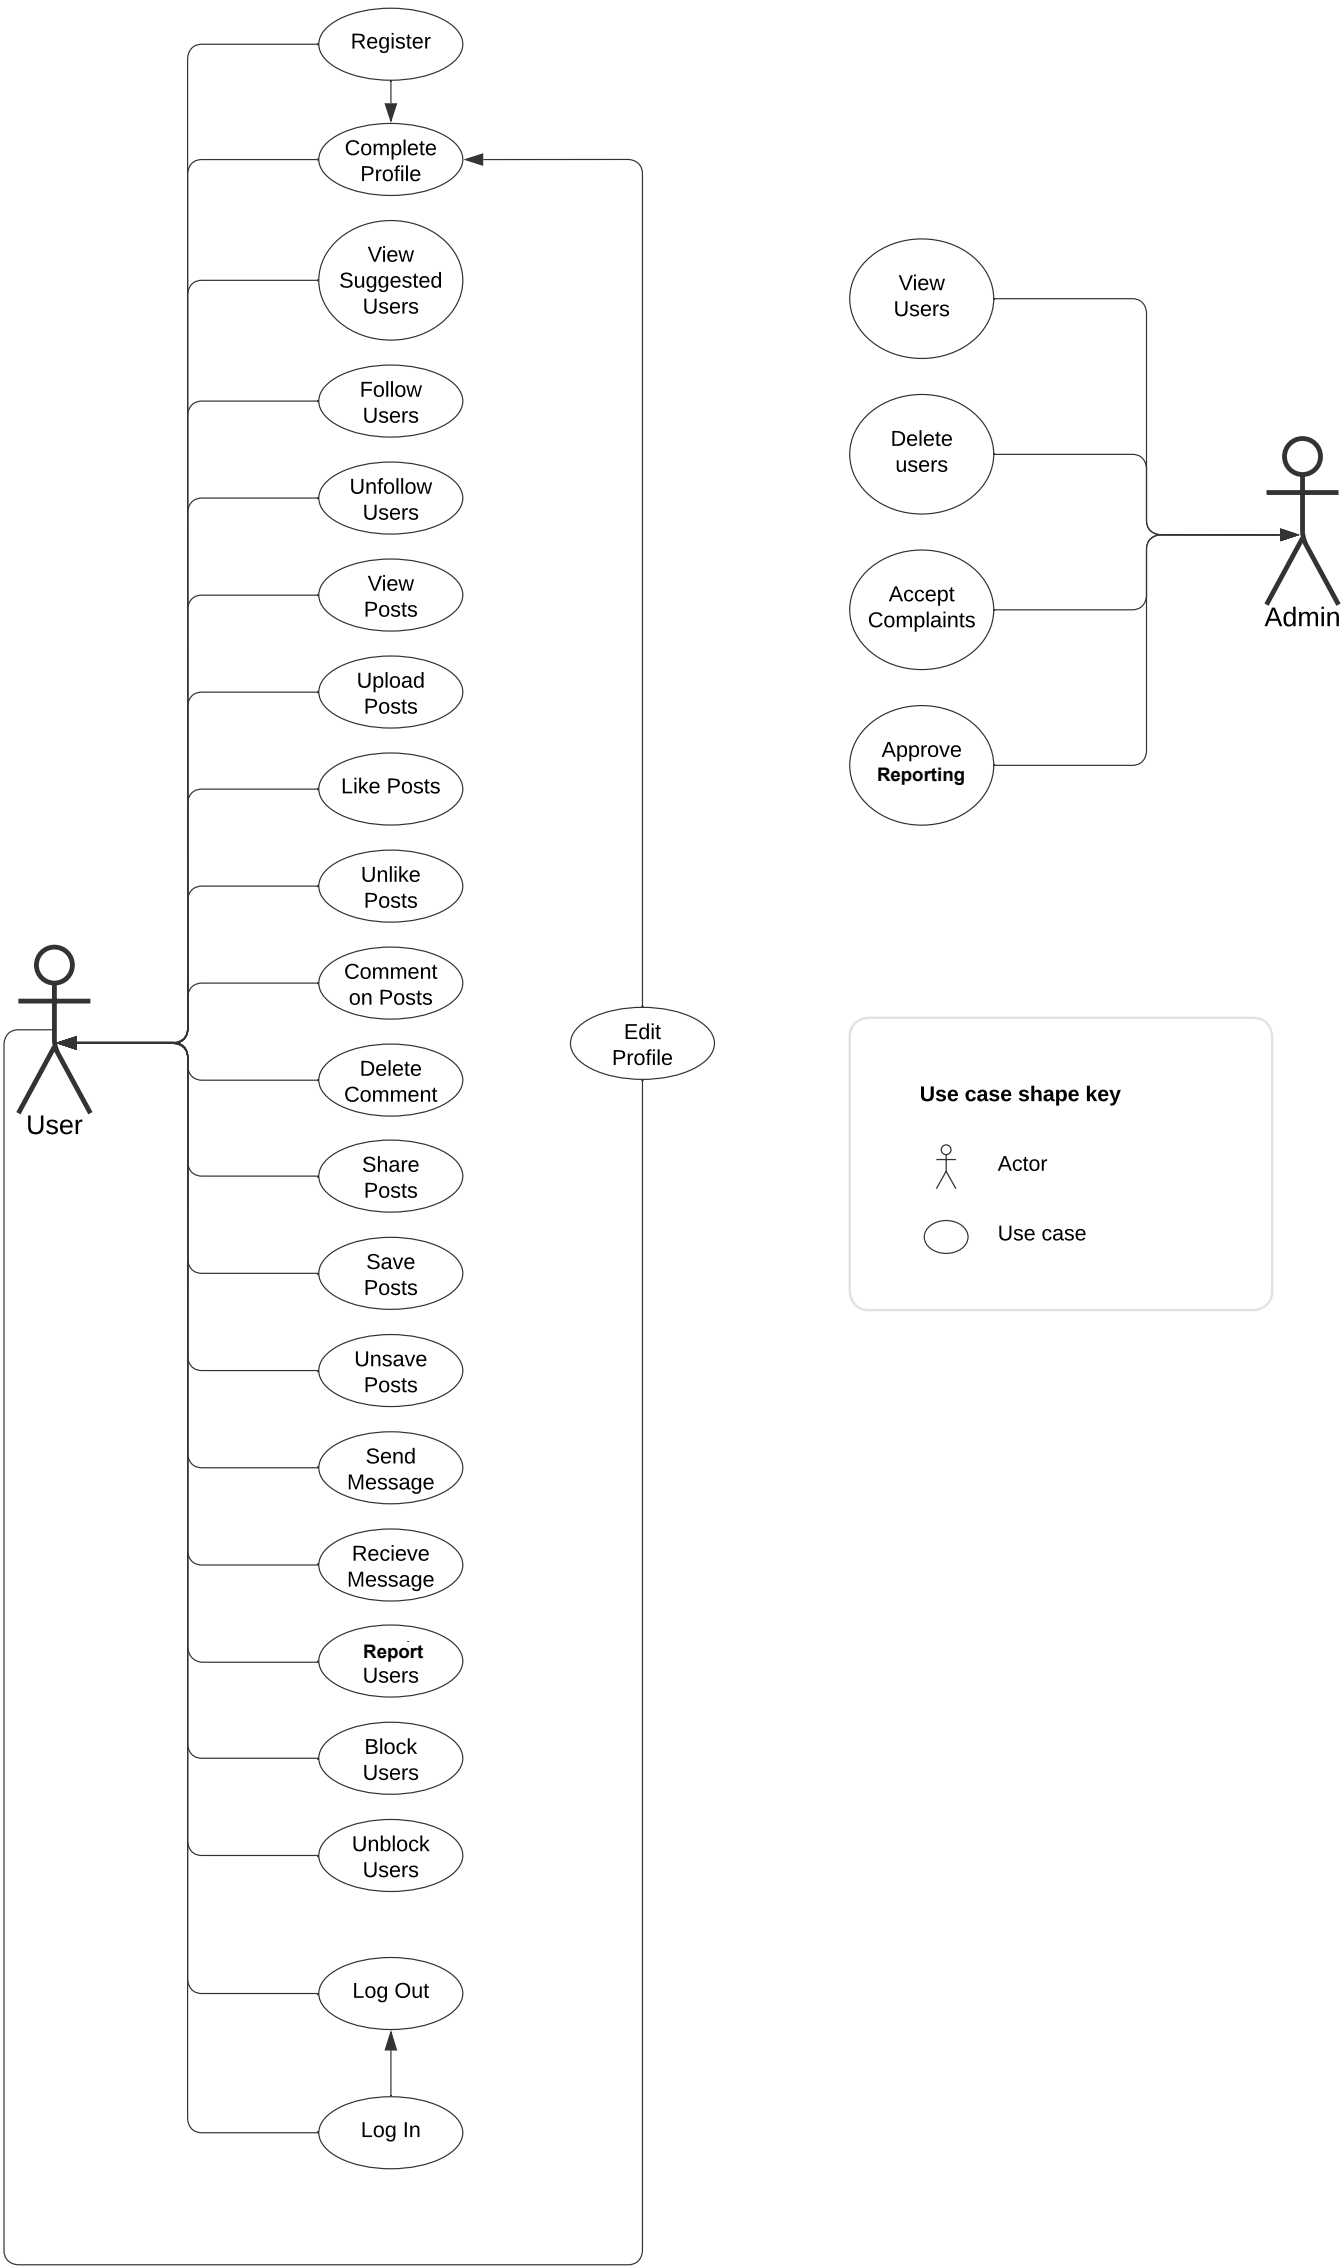 Register
Complete
Profile
View
Suggested
Users
Follow
Users
Unfollow
Users
View
Posts
Upload
Posts
Like Posts
Unlike
Posts
Comment
on Posts
Delete
Comment
Share
Posts
Save
Posts
Unsave
Posts
Send
Message
Recieve
Message
Report
Users
Block
Users
Unblock
Users
Log Out
Log In
User
Edit
Profile
View
Users
Delete
users
Accept
Complaints
Approve
Reporting
Admin
Use case shape key
Actor
Use case